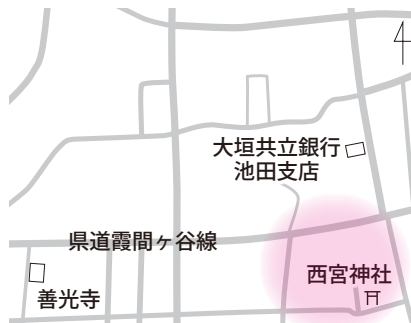 大垣共立銀行
池田支店
県道霞間ヶ谷線
西宮神社
善光寺